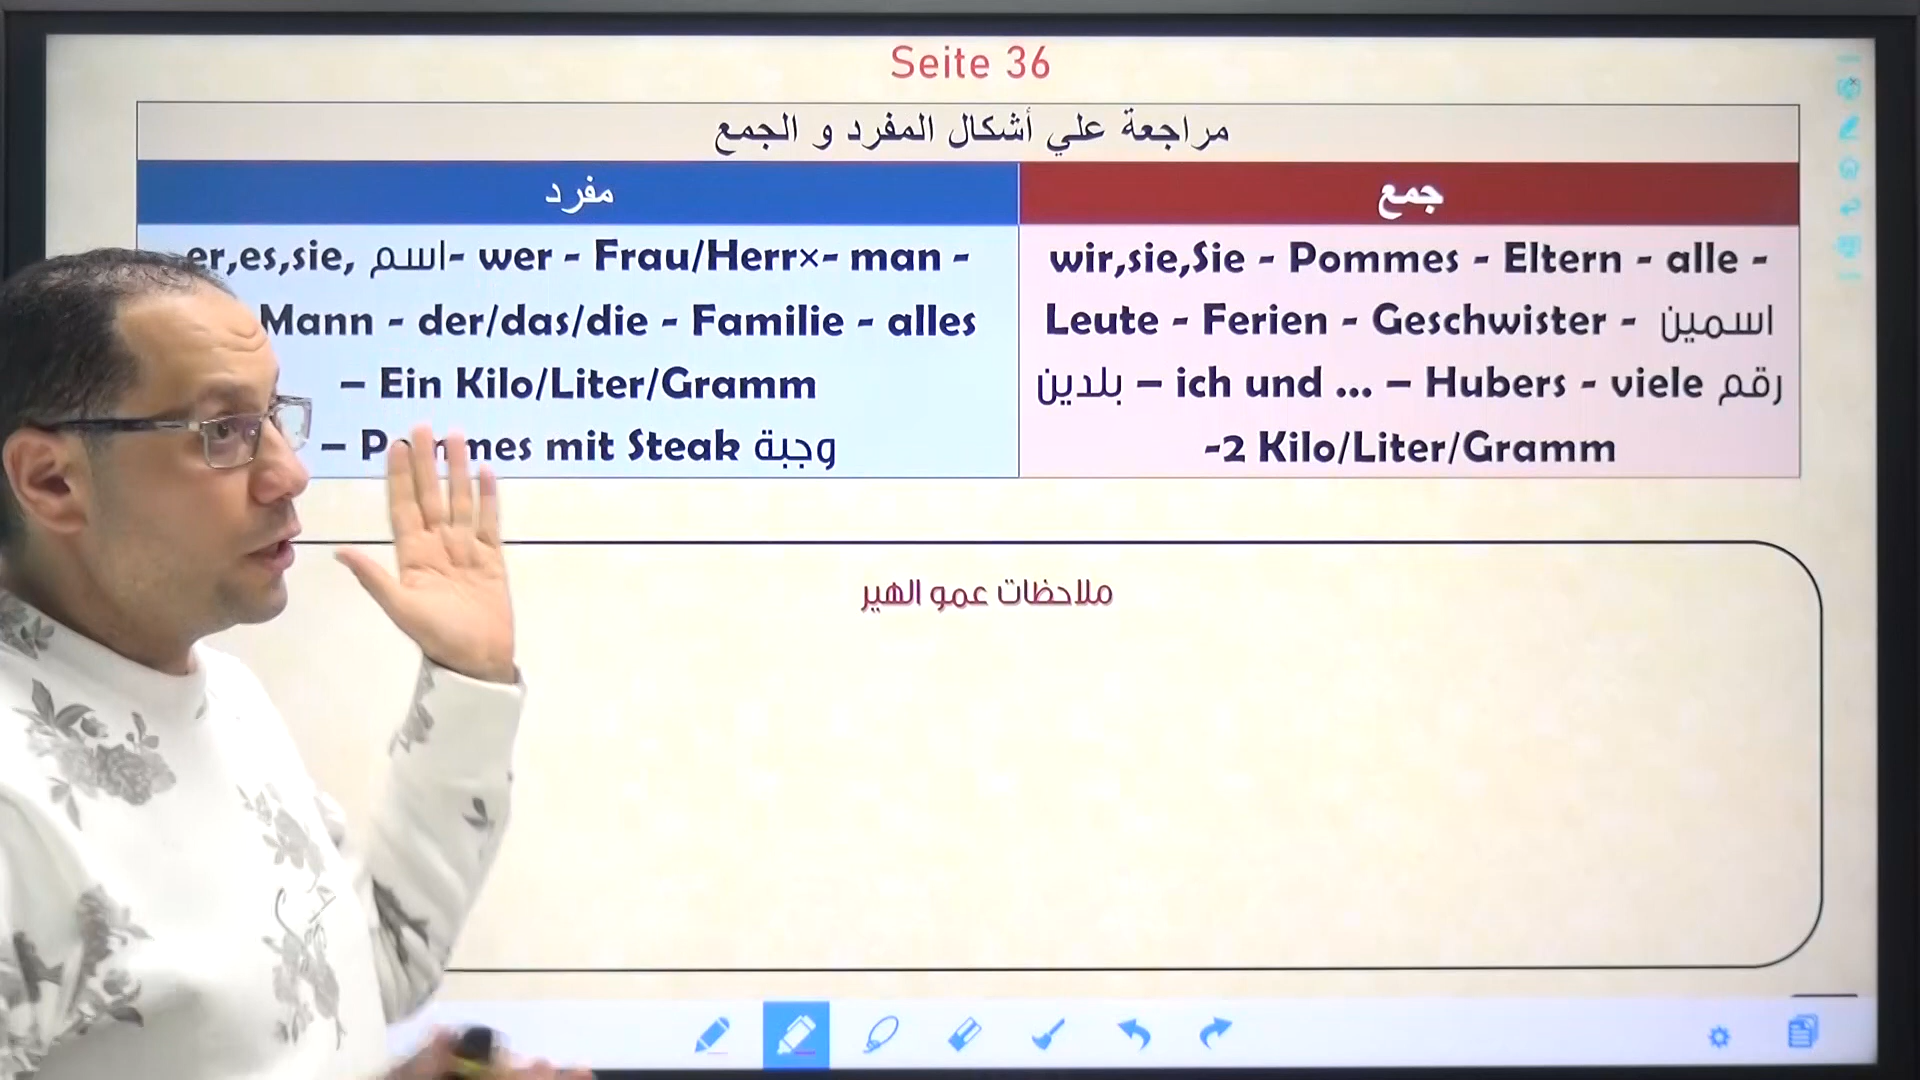 Seite 36
مراجعة علي أشكال المفرد و الجمع
مفرد
er,es,sie, اسم- wer - Frau/Herr×- man -
Mann - der/das/die - Familie - alles
– Ein Kilo/Liter/Gramm
– Pommes mit Steak وجبة
جمع
wir,sie,Sie - Pommes - Eltern - alle -
Leute - Ferien - Geschwister - اسمين
بلدين – ich und ... – Hubers - viele رقم
-2 Kilo/Liter/Gramm
ملاحظات عمو الهير